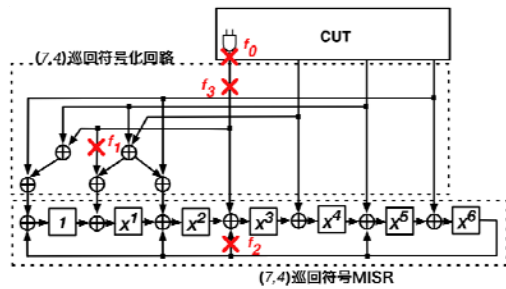 CUT
f₀
(7,4)巡回符号化回路
f₃
f₁
1 X¹ X² X³ X⁴ X⁵ X⁶
f₂
(7,4)巡回符号MISR